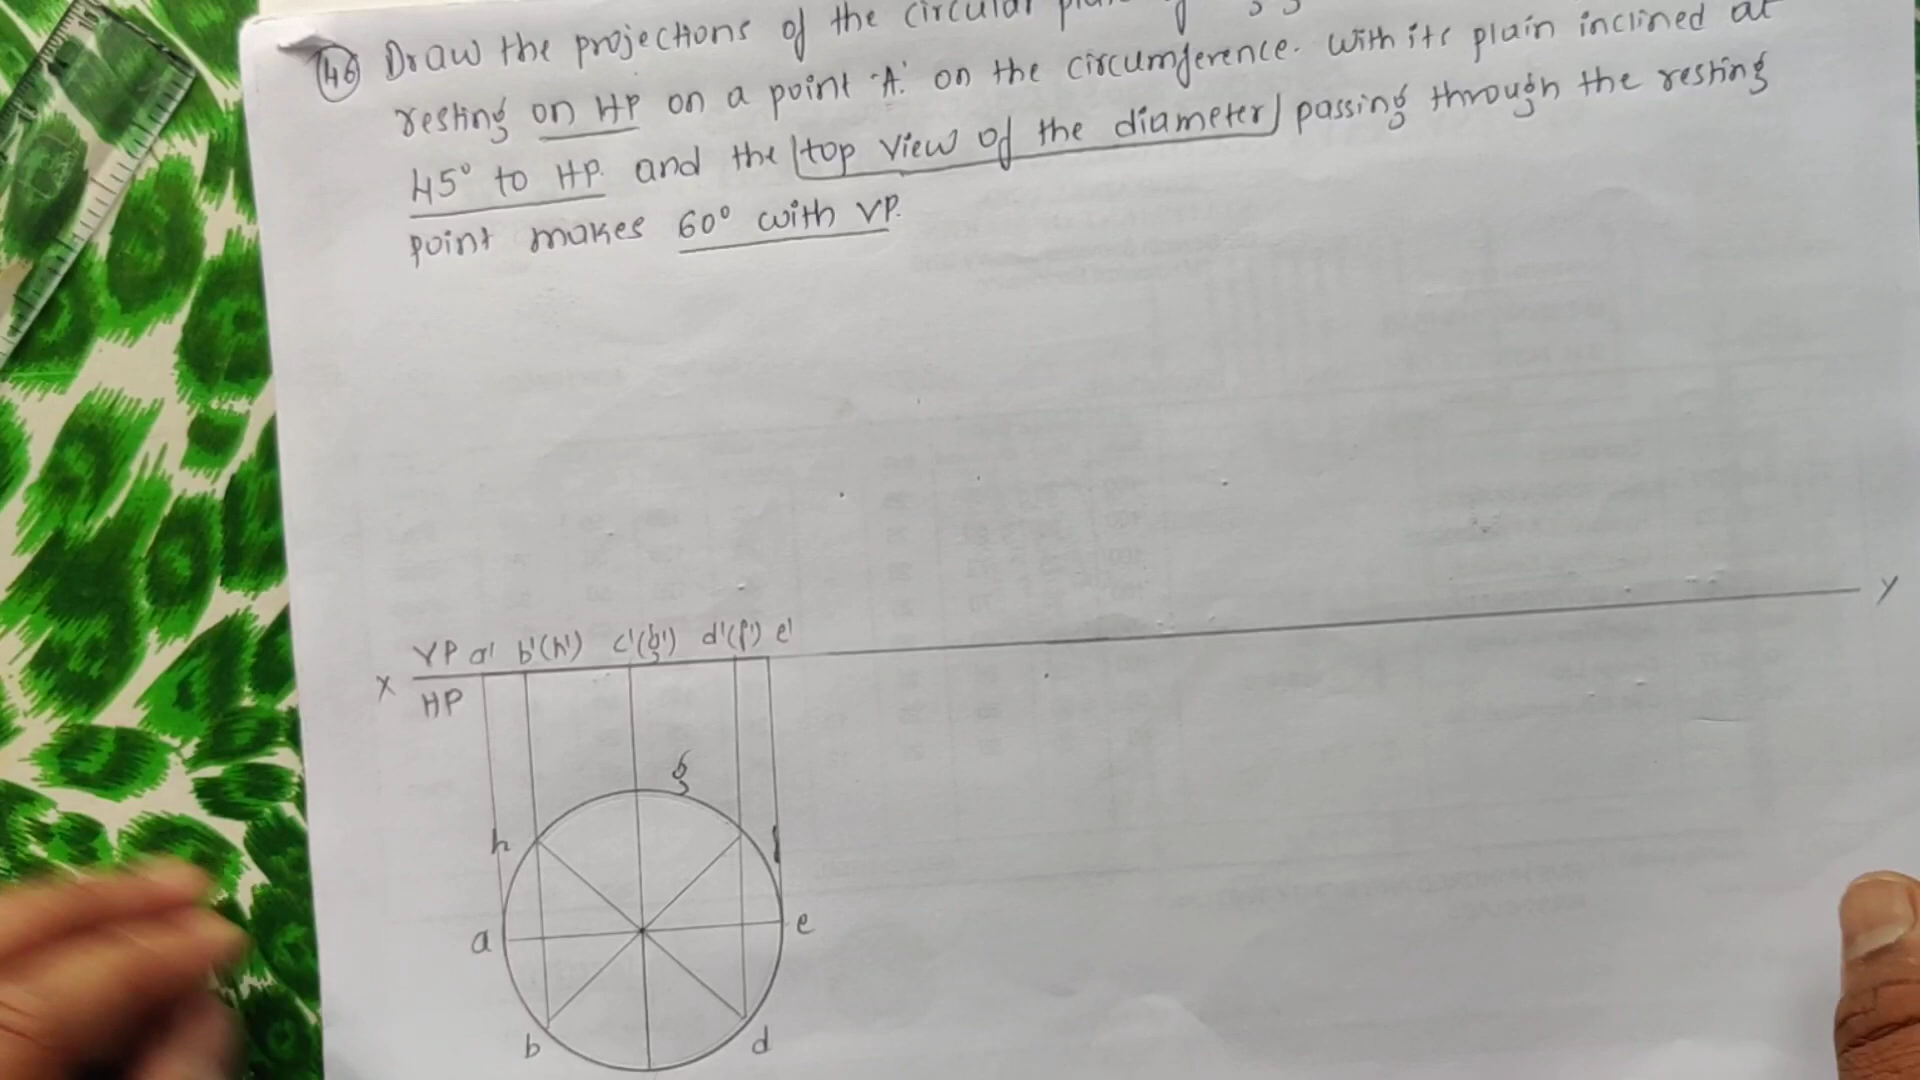 46 Draw the projections of the circular
resting on HP on a point 'A' on the circumference. With its plain inclined at
45° to HP. and the top view of the diameter passing through the resting
point makes 60° with VP.
VP a' b'(h') c'(g') d'(f') e'
X Y
HP
g
h f
a e
b d